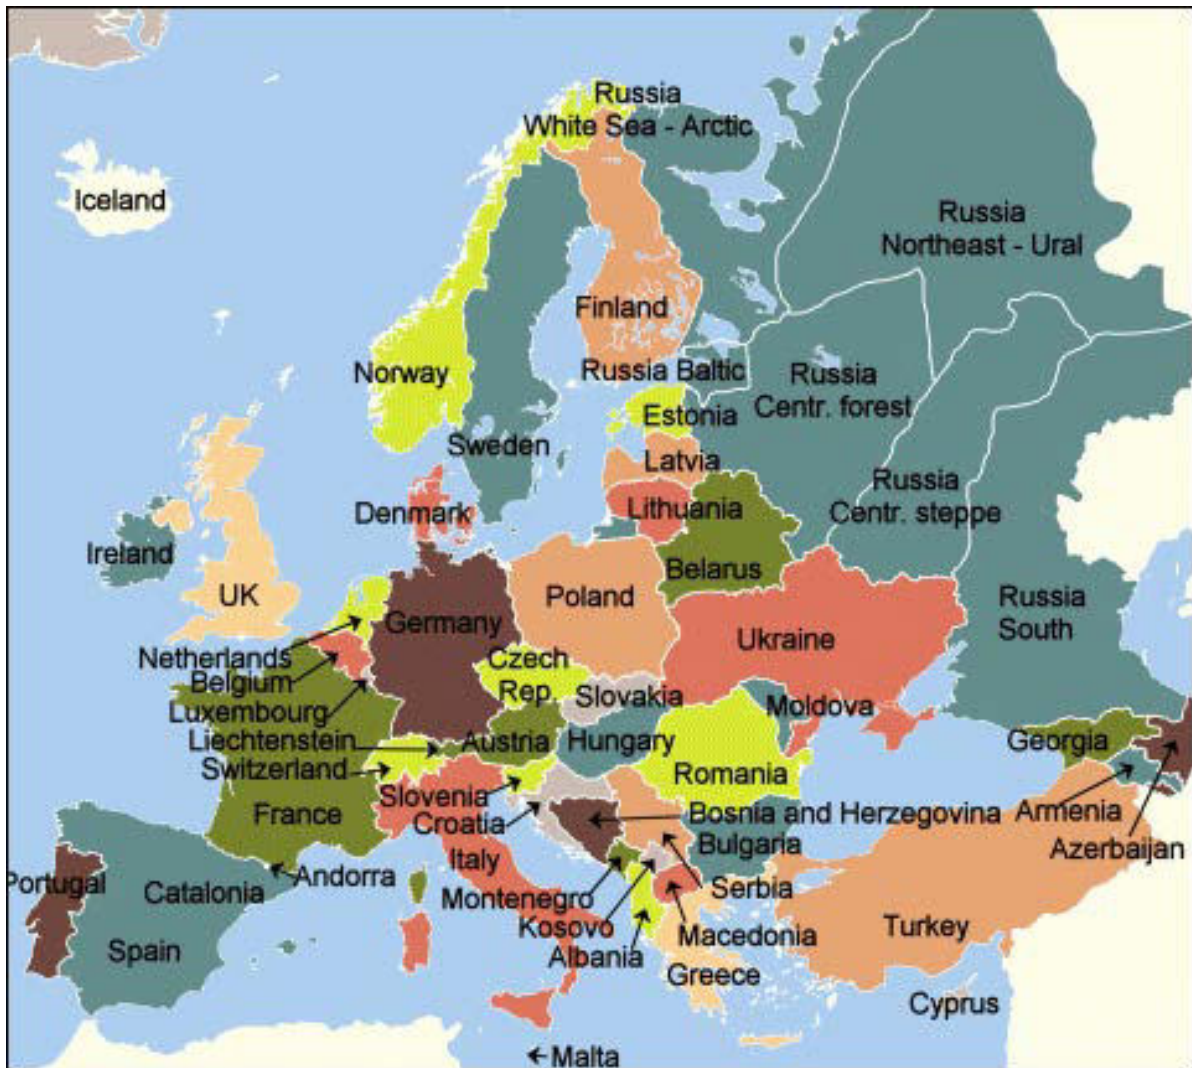 Russia
White Sea - Arctic
Iceland
Russia
Northeast - Ural
Finland
Norway
Russia Baltic
Russia
Centr. forest
Estonia
Sweden
Latvia
Russia
Centr. steppe
Denmark
Lithuania
Ireland
Belarus
UK
Poland
Germany
Russia
South
Ukraine
Netherlands
Belgium
Czech
Rep.
Slovakia
Luxembourg
Moldova
Liechtenstein
Austria
Hungary
Georgia
Switzerland
Romania
Slovenia
France
Croatia
Bosnia and Herzegovina
Armenia
Bulgaria
Azerbaijan
Italy
Andorra
Portugal
Catalonia
Montenegro
Serbia
Kosovo
Turkey
Macedonia
Spain
Albania
Greece
Cyprus
Malta